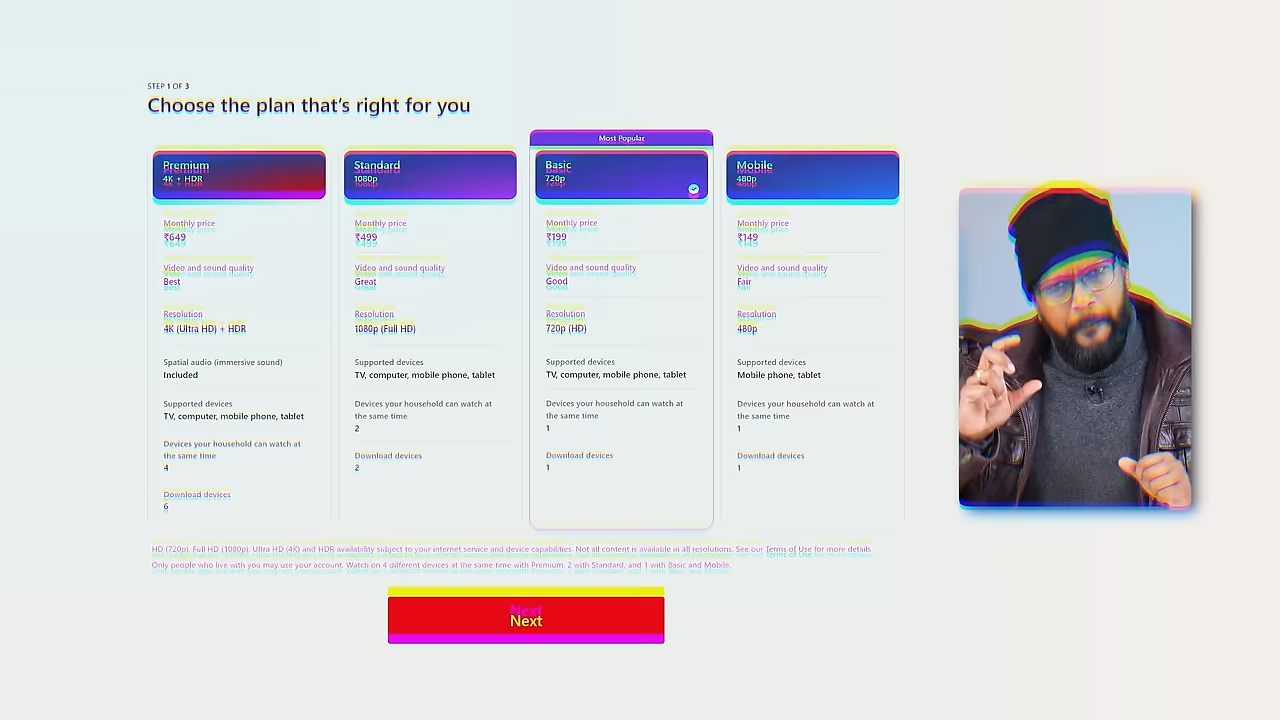 STEP 1 OF 3
Choose the plan that's right for you
Premium
4K + HDR
Monthly price
₹649
Video and sound quality
Best
Resolution
4K (Ultra HD) + HDR
Spatial audio (immersive sound)
Included
Supported devices
TV, computer, mobile phone, tablet
Devices your household can watch at
the same time
4
Download devices
6
Standard
1080p
Monthly price
₹499
Video and sound quality
Great
Resolution
1080p (Full HD)
Supported devices
TV, computer, mobile phone, tablet
Devices your household can watch at
the same time
2
Download devices
2
Most Popular
Basic
720p
Monthly price
₹199
Video and sound quality
Good
Resolution
720p (HD)
Supported devices
TV, computer, mobile phone, tablet
Devices your household can watch at
the same time
1
Download devices
1
Mobile
480p
Monthly price
₹149
Video and sound quality
Fair
Resolution
480p
Supported devices
Mobile phone, tablet
Devices your household can watch at
the same time
1
Download devices
1
HD (720p), Full HD (1080p), Ultra HD (4K) and HDR availability subject to your internet service and device capabilities. Not all content is available in all resolutions. See our Terms of Use for more details.
Only people who live with you may use your account. Watch on 4 different devices at the same time with Premium, 2 with Standard, and 1 with Basic and Mobile.
Next